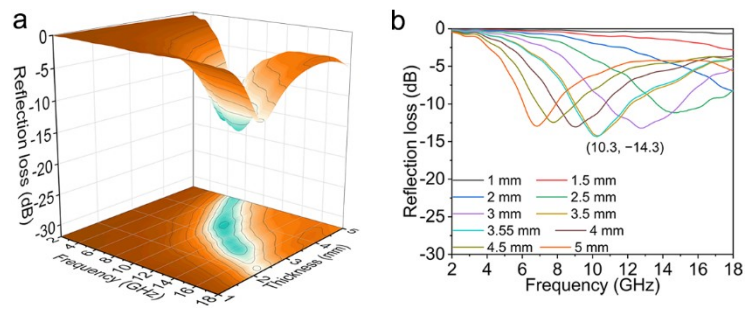 a
0
-5
-10
-15
-20
-25
-30
Reflection loss (dB)
2
4
6
8
10
12
14
16
18
Frequency (GHz)
1
2
3
4
5
Thickness (mm)
b
0
-5
-10
-15
-20
-25
-30
Reflection loss (dB)
(10.3, −14.3)
1 mm 1.5 mm
2 mm 2.5 mm
3 mm 3.5 mm
3.55 mm 4 mm
4.5 mm 5 mm
2 4 6 8 10 12 14 16 18
Frequency (GHz)